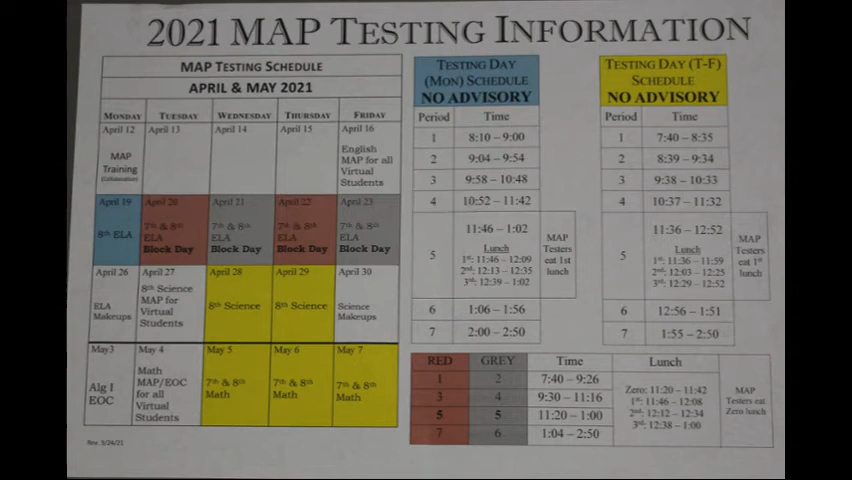 2021 MAP TESTING INFORMATION
MAP TESTING SCHEDULE
APRIL & MAY 2021
MONDAY TUESDAY WEDNESDAY THURSDAY FRIDAY
April 12
MAP
Training
(Collaboration)
April 13
April 14
April 15
April 16
English
MAP for all
Virtual
Students
April 19
8th ELA
April 20
7th & 8th
ELA
Block Day
April 21
7th & 8th
ELA
Block Day
April 22
7th & 8th
ELA
Block Day
April 23
7th & 8th
ELA
Block Day
April 26
ELA
Makeups
April 27
8th Science
MAP for
Virtual
Students
April 28
8th Science
April 29
8th Science
April 30
Science
Makeups
May3
Alg I
EOC
May 4
Math
MAP/EOC
for all
Virtual
Students
May 5
7th & 8th
Math
May 6
7th & 8th
Math
May 7
7th & 8th
Math
Rev. 3/24/21
TESTING DAY
(MON) SCHEDULE
NO ADVISORY
Period Time
1 8:10 – 9:00
2 9:04 – 9:54
3 9:58 – 10:48
4 10:52 – 11:42
5 11:46 – 1:02
Lunch
1st: 11:46 – 12:09
2nd: 12:13 – 12:35
3rd: 12:39 – 1:02
MAP
Testers
eat 1st
lunch
6 1:06 – 1:56
7 2:00 – 2:50
TESTING DAY (T-F)
SCHEDULE
NO ADVISORY
Period Time
1 7:40 – 8:35
2 8:39 – 9:34
3 9:38 – 10:33
4 10:37 – 11:32
5 11:36 – 12:52
Lunch
1st: 11:36 – 11:59
2nd: 12:03 – 12:25
3rd: 12:29 – 12:52
MAP
Testers
eat 1st
lunch
6 12:56 – 1:51
7 1:55 – 2:50
RED GREY Time Lunch
1 2 7:40 – 9:26
3 4 9:30 – 11:16
5 5 11:20 – 1:00
7 6 1:04 – 2:50
Zero: 11:20 – 11:42
1st: 11:46 – 12:08
2nd: 12:12 – 12:34
3rd: 12:38 – 1:00
MAP
Testers eat
Zero lunch